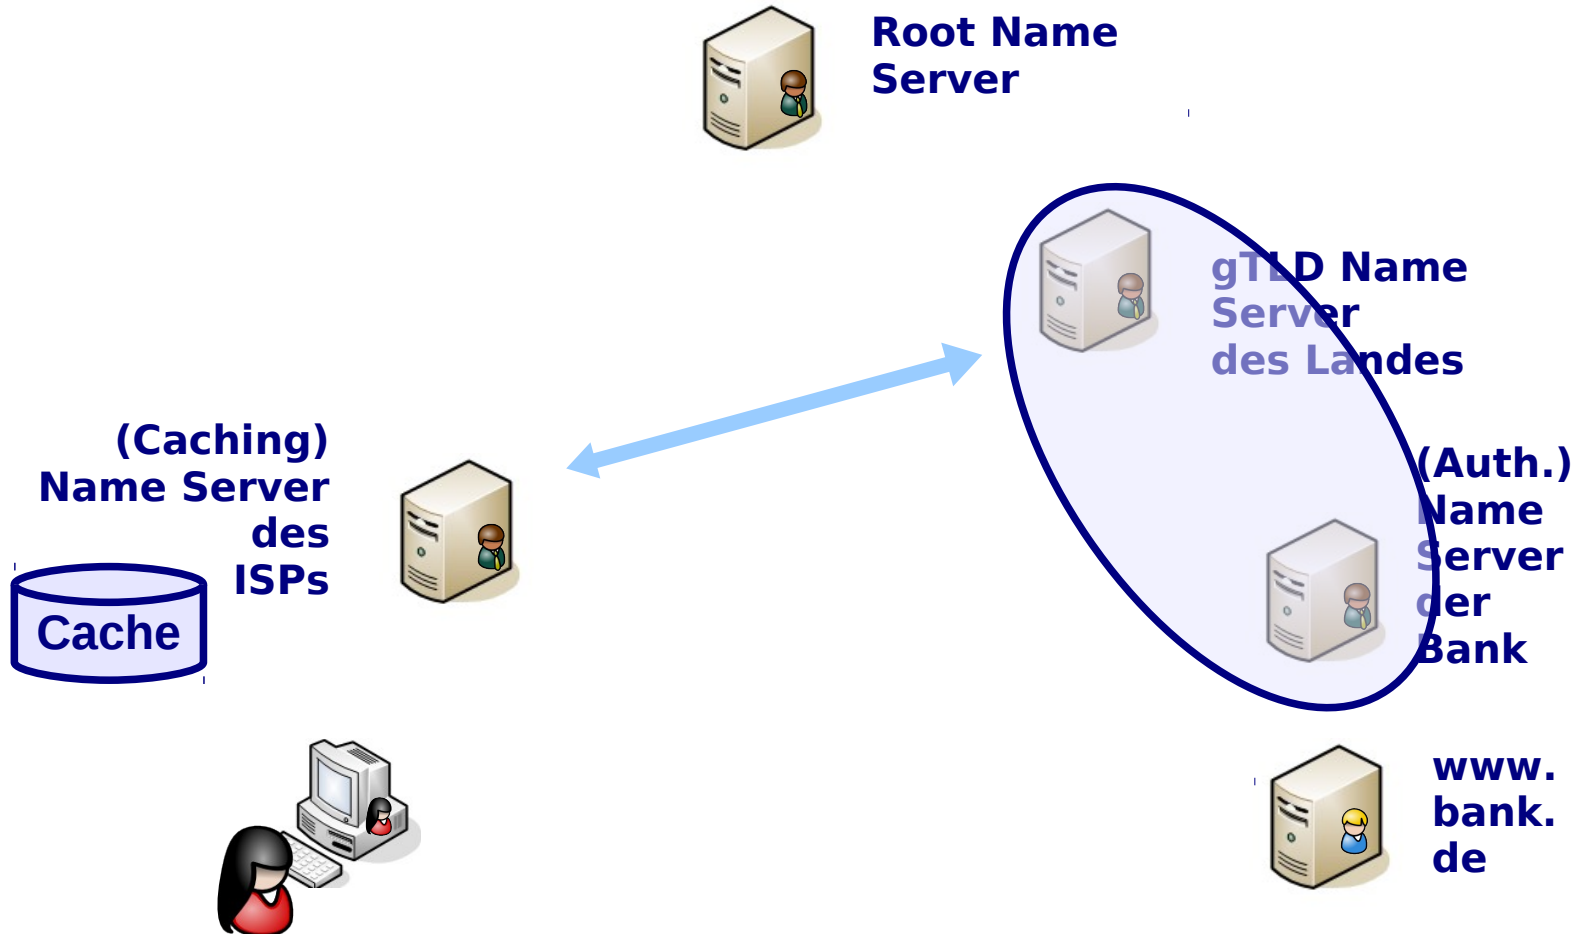 Root Name
Server
gTLD Name
Server
des Landes
(Caching)
Name Server
des
ISPs
Cache
(Auth.)
Name
Server
der
Bank
www.
bank.
de